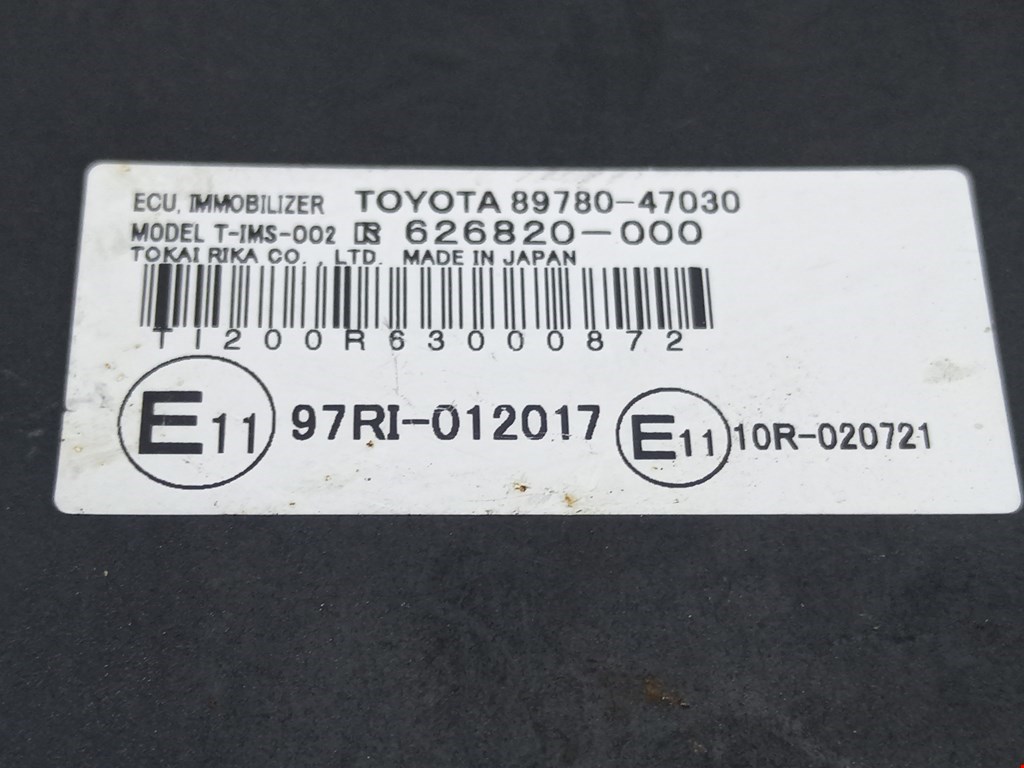 ECU, IMMOBILIZER TOYOTA 89780-47030
MODEL T-IMS-002 626820-000
TOKAI RIKA CO., LTD. MADE IN JAPAN
TI200R63000872
E11 97RI-012017 E11 10R-020721